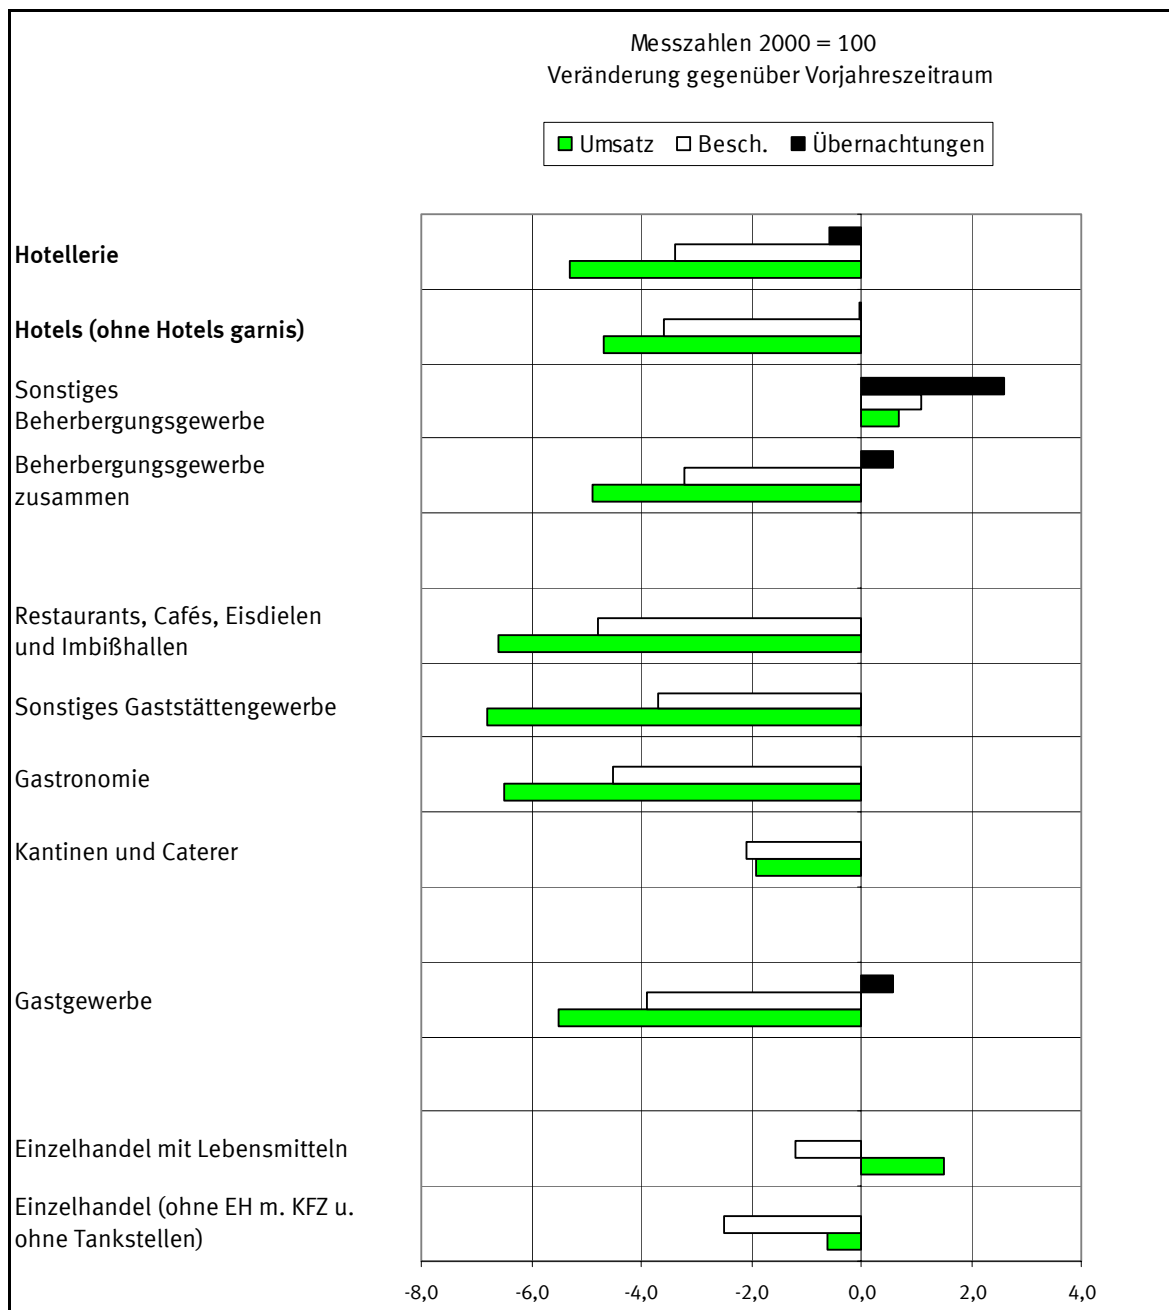 Messzahlen 2000 = 100
Veränderung gegenüber Vorjahreszeitraum
Umsatz Besch. Übernachtungen
Hotellerie
Hotels (ohne Hotels garnis)
Sonstiges
Beherbergungsgewerbe
Beherbergungsgewerbe
zusammen
Restaurants, Cafés, Eisdielen
und Imbißhallen
Sonstiges Gaststättengewerbe
Gastronomie
Kantinen und Caterer
Gastgewerbe
Einzelhandel mit Lebensmitteln
Einzelhandel (ohne EH m. KFZ u.
ohne Tankstellen)
-8,0 -6,0 -4,0 -2,0 0,0 2,0 4,0